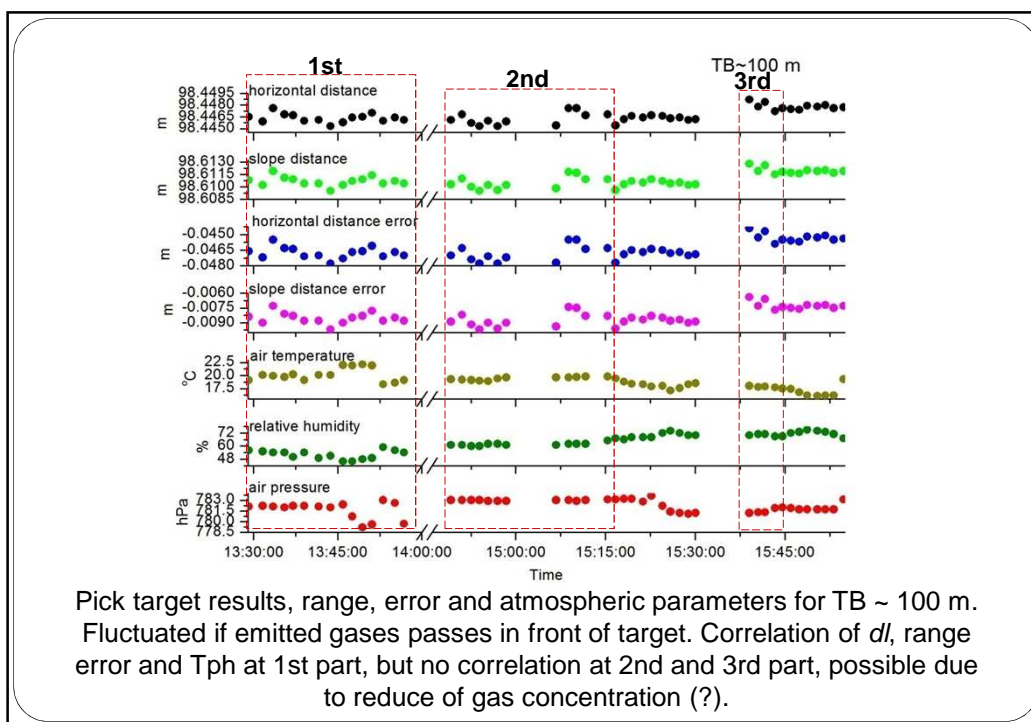 TB~100 m
1st
2nd
3rd
horizontal distance
98.4495
98.4480
98.4465
98.4450
m
slope distance
98.6130
98.6115
98.6100
98.6085
m
horizontal distance error
-0.0450
-0.0465
-0.0480
m
slope distance error
-0.0060
-0.0075
-0.0090
m
air temperature
22.5
20.0
17.5
°C
relative humidity
72
60
48
%
air pressure
783.0
781.5
780.0
778.5
hPa
13:30:00 13:45:00 14:00:00 15:00:00 15:15:00 15:30:00 15:45:00
Time
Pick target results, range, error and atmospheric parameters for TB ~ 100 m.
Fluctuated if emitted gases passes in front of target. Correlation of dl, range
error and Tph at 1st part, but no correlation at 2nd and 3rd part, possible due
to reduce of gas concentration (?).